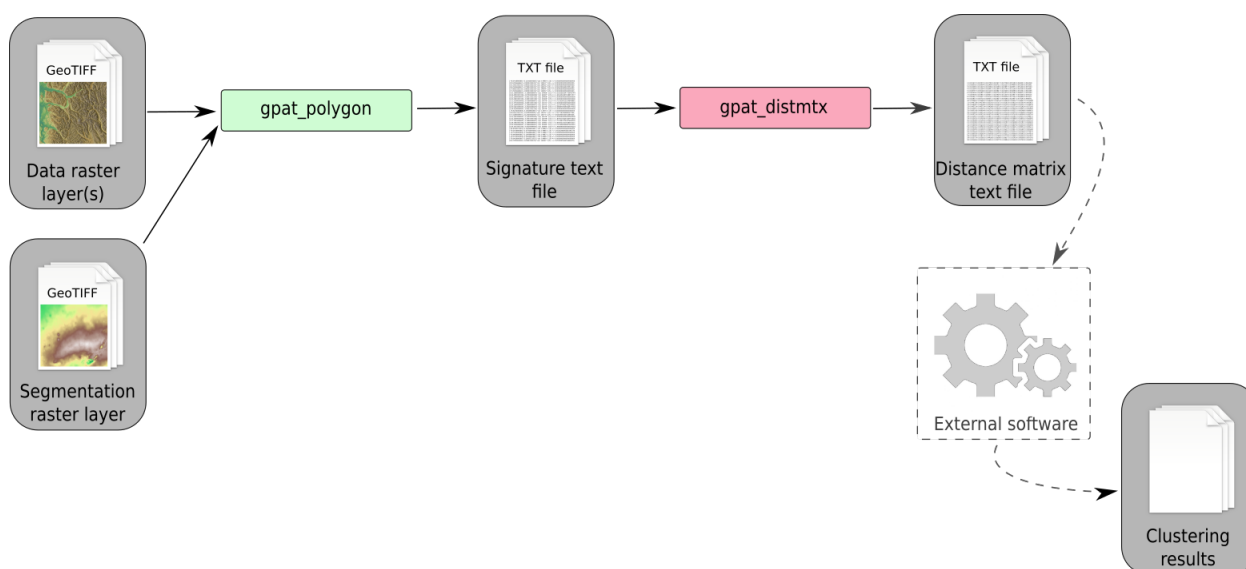 GeoTIFF
Data raster
layer(s)
gpat_polygon
TXT file
Signature text
file
gpat_distmtx
TXT file
Distance matrix
text file
GeoTIFF
Segmentation
raster layer
External software
Clustering
results